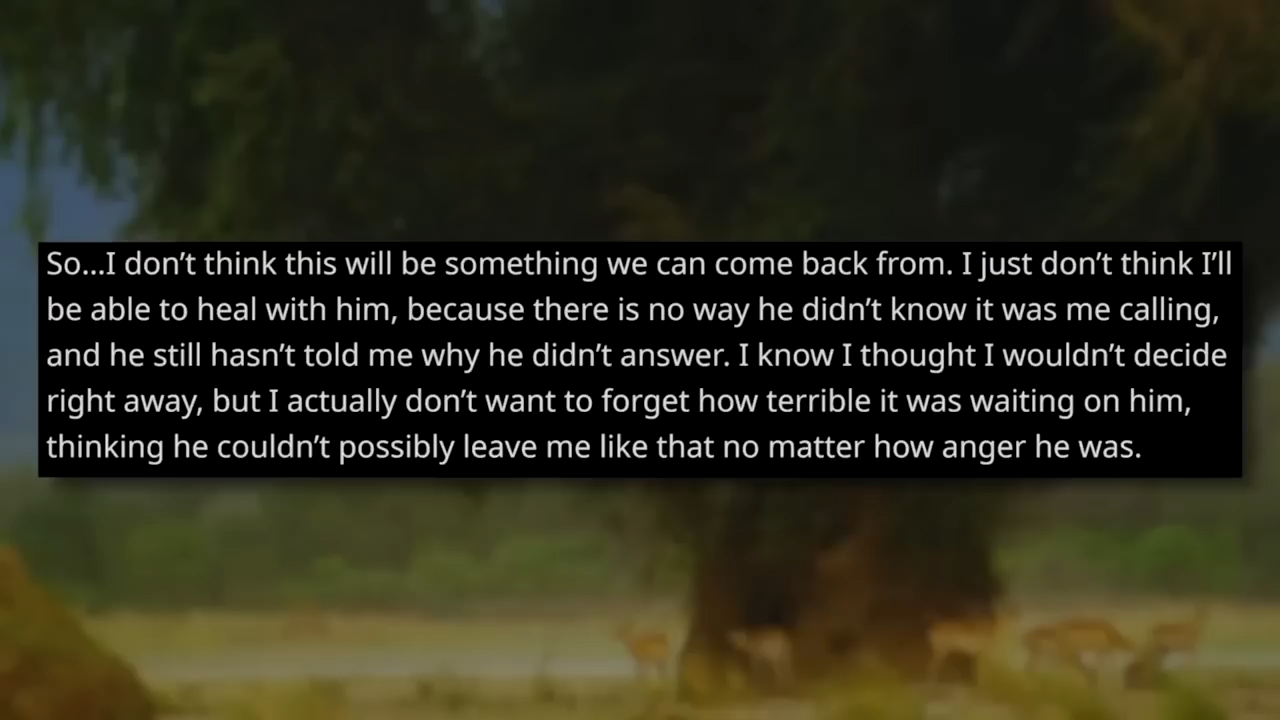 So...I don’t think this will be something we can come back from. I just don’t think I’ll
be able to heal with him, because there is no way he didn’t know it was me calling,
and he still hasn’t told me why he didn’t answer. I know I thought I wouldn’t decide
right away, but I actually don’t want to forget how terrible it was waiting on him,
thinking he couldn’t possibly leave me like that no matter how anger he was.